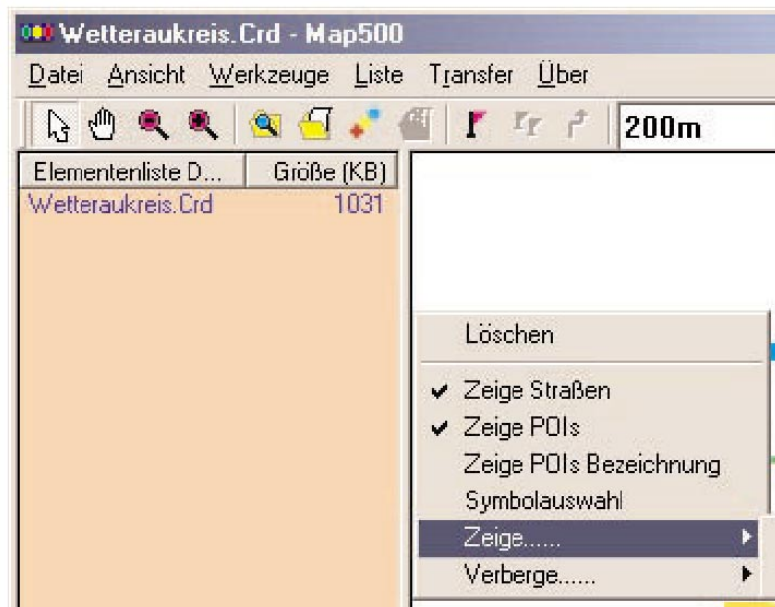 Wetteraukreis.Crd - Map500
Datei Ansicht Werkzeuge Liste Transfer Über
200m
Elementenliste D... Größe (KB)
Wetteraukreis.Crd 1031
Löschen
Zeige Straßen
Zeige POIs
Zeige POIs Bezeichnung
Symbolauswahl
Zeige......
Verberge......